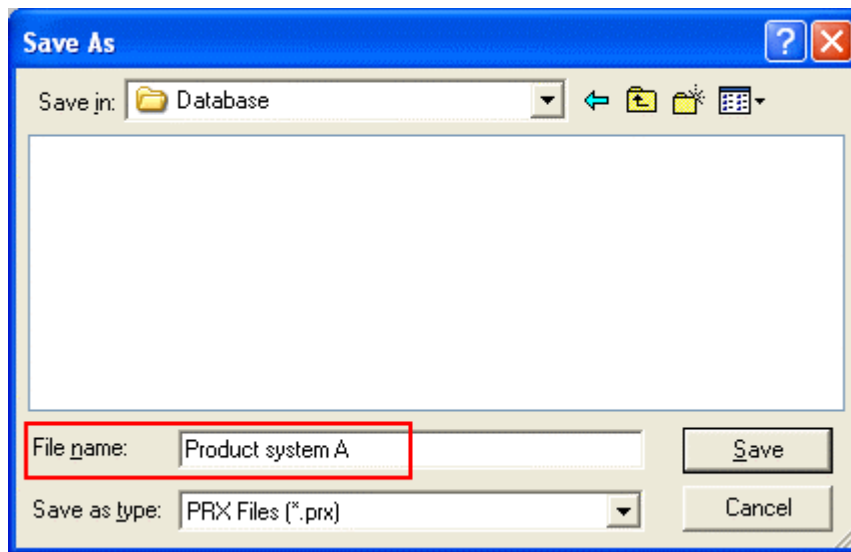 Save As
Save in: Database
File name: Product system A
Save
Save as type: PRX Files (*.prx)
Cancel